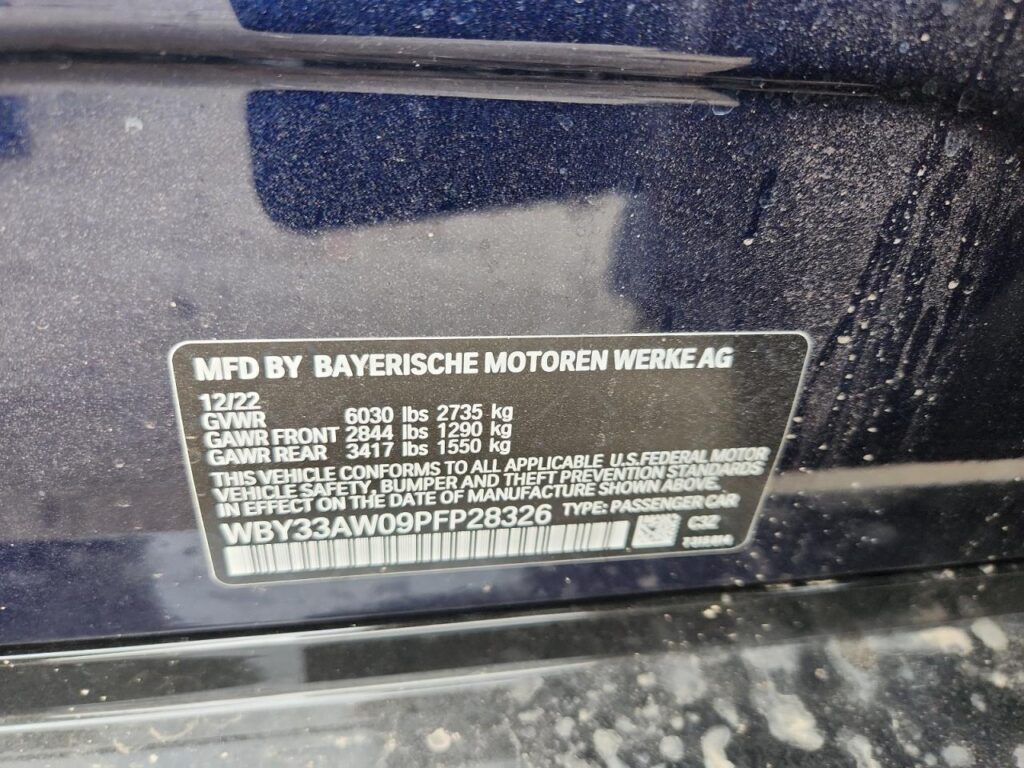 MFD BY BAYERISCHE MOTOREN WERKE AG
12/22
GVWR 6030 lbs 2735 kg
GAWR FRONT 2844 lbs 1290 kg
GAWR REAR 3417 lbs 1550 kg
THIS VEHICLE CONFORMS TO ALL APPLICABLE U.S.FEDERAL MOTOR
VEHICLE SAFETY, BUMPER AND THEFT PREVENTION STANDARDS
IN EFFECT ON THE DATE OF MANUFACTURE SHOWN ABOVE.
WBY33AW09PFP28326 TYPE: PASSENGER CAR
C3Z